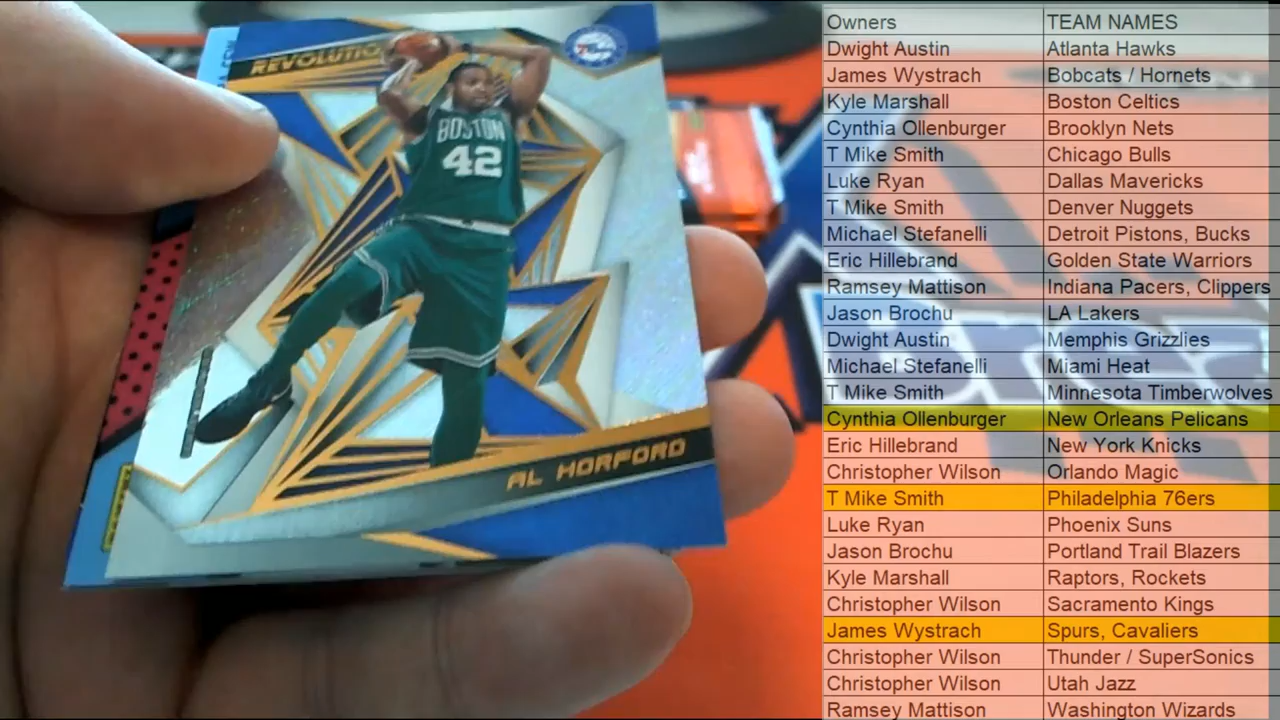 REVOLUTIO
BOSTON
42
AL HORFORD
Owners TEAM NAMES
Dwight Austin Atlanta Hawks
James Wystrach Bobcats / Hornets
Kyle Marshall Boston Celtics
Cynthia Ollenburger Brooklyn Nets
T Mike Smith Chicago Bulls
Luke Ryan Dallas Mavericks
T Mike Smith Denver Nuggets
Michael Stefanelli Detroit Pistons, Bucks
Eric Hillebrand Golden State Warriors
Ramsey Mattison Indiana Pacers, Clippers
Jason Brochu LA Lakers
Dwight Austin Memphis Grizzlies
Michael Stefanelli Miami Heat
T Mike Smith Minnesota Timberwolves
Cynthia Ollenburger New Orleans Pelicans
Eric Hillebrand New York Knicks
Christopher Wilson Orlando Magic
T Mike Smith Philadelphia 76ers
Luke Ryan Phoenix Suns
Jason Brochu Portland Trail Blazers
Kyle Marshall Raptors, Rockets
Christopher Wilson Sacramento Kings
James Wystrach Spurs, Cavaliers
Christopher Wilson Thunder / SuperSonics
Christopher Wilson Utah Jazz
Ramsey Mattison Washington Wizards